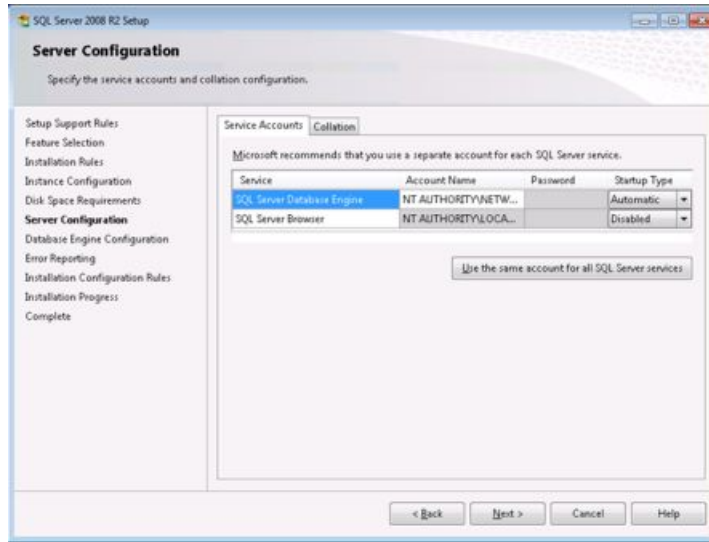 SQL Server 2008 R2 Setup
Server Configuration
Specify the service accounts and collation configuration.
Setup Support Rules
Feature Selection
Installation Rules
Instance Configuration
Disk Space Requirements
Server Configuration
Database Engine Configuration
Error Reporting
Installation Configuration Rules
Installation Progress
Complete
Service Accounts Collation
Microsoft recommends that you use a separate account for each SQL Server service.
Service Account Name Password Startup Type
SQL Server Database Engine NT AUTHORITY\NETW... Automatic
SQL Server Browser NT AUTHORITY\LOCA... Disabled
Use the same account for all SQL Server services
< Back Next > Cancel Help